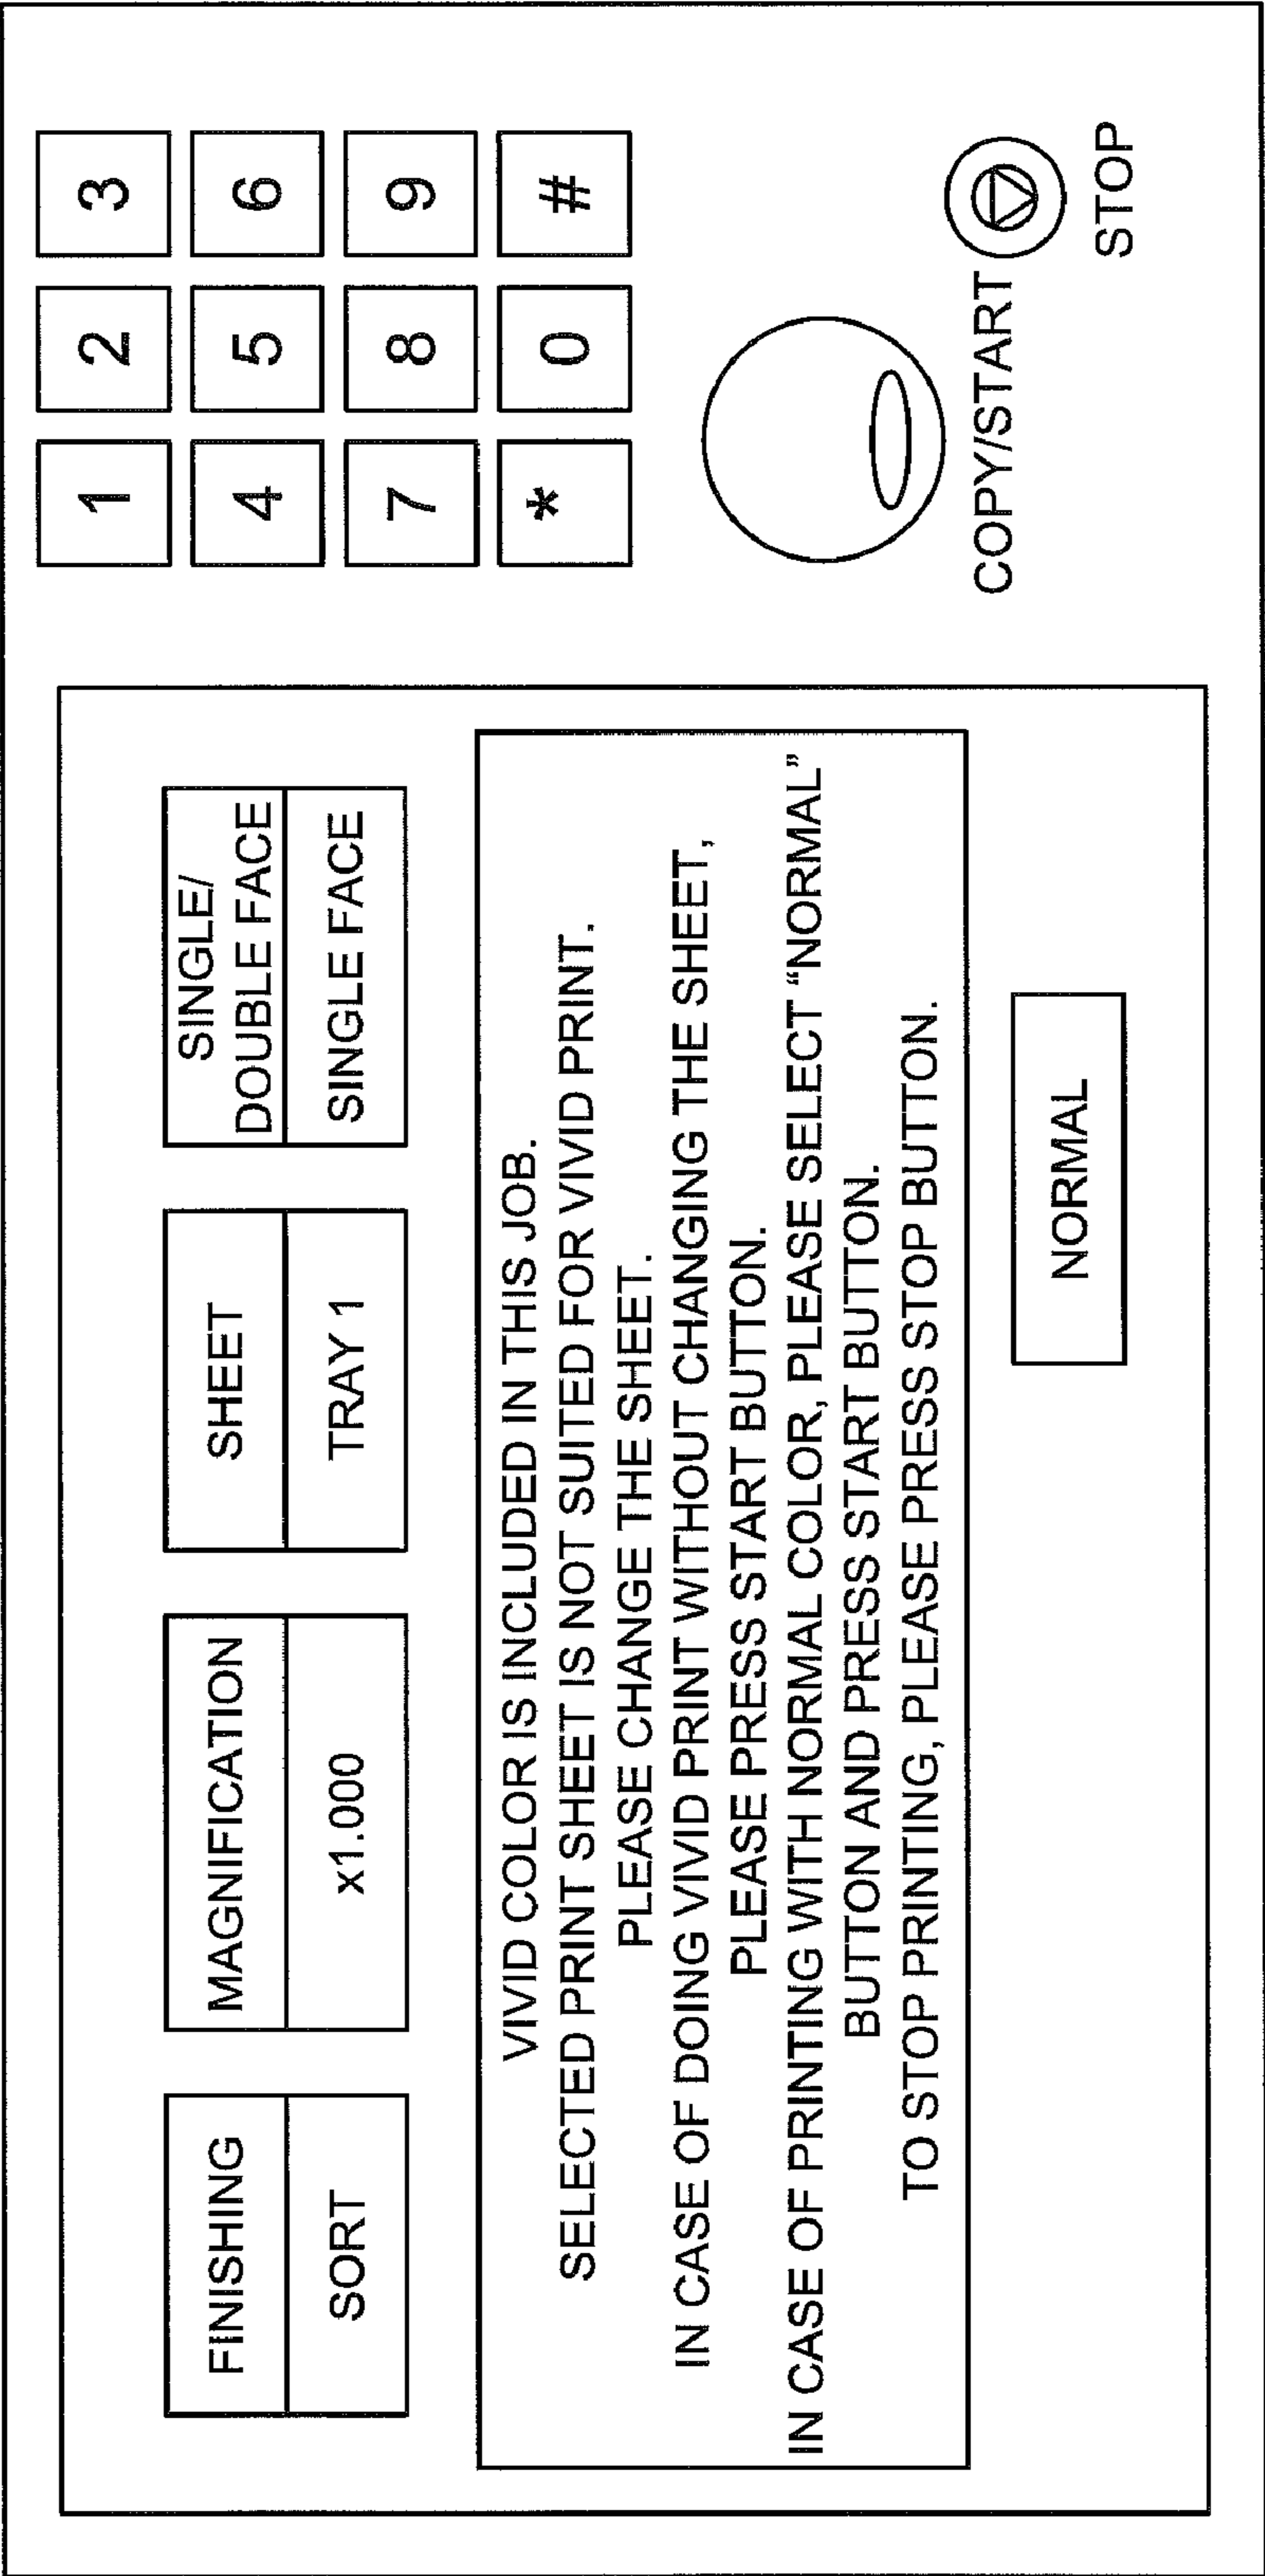 FINISHING
SORT
MAGNIFICATION
x1.000
SHEET
TRAY 1
SINGLE/
DOUBLE FACE
SINGLE FACE
VIVID COLOR IS INCLUDED IN THIS JOB.
SELECTED PRINT SHEET IS NOT SUITED FOR VIVID PRINT.
PLEASE CHANGE THE SHEET.
IN CASE OF DOING VIVID PRINT WITHOUT CHANGING THE SHEET,
PLEASE PRESS START BUTTON.
IN CASE OF PRINTING WITH NORMAL COLOR, PLEASE SELECT “NORMAL”
BUTTON AND PRESS START BUTTON.
TO STOP PRINTING, PLEASE PRESS STOP BUTTON.
NORMAL
1 2 3
4 5 6
7 8 9
* 0 #
COPY/START
STOP